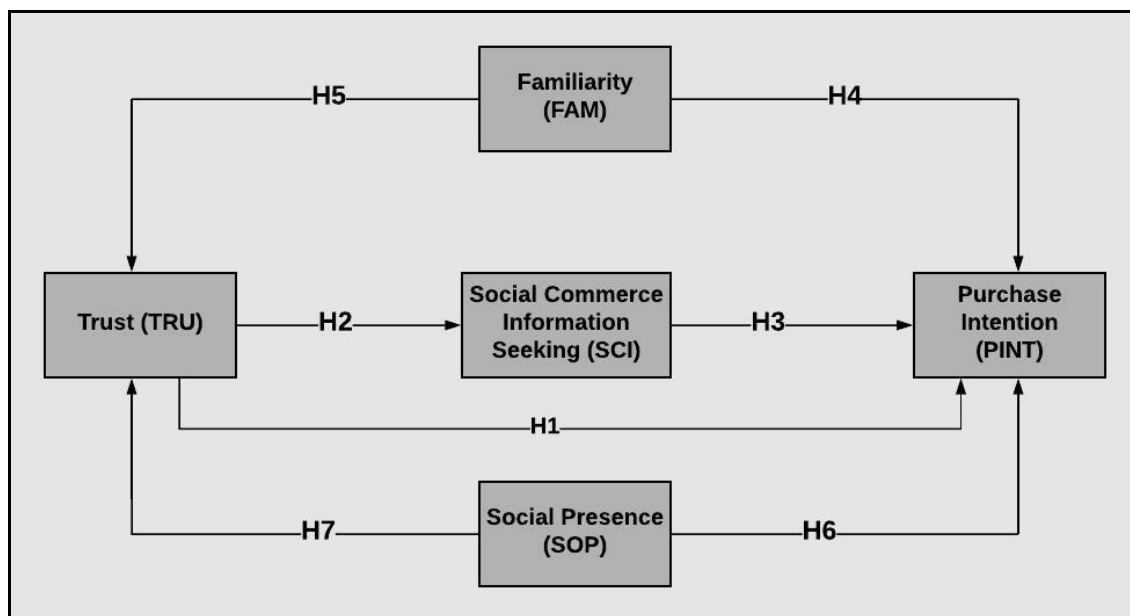 Familiarity
(FAM)
H5
H4
Trust (TRU)
H2
Social Commerce
Information
Seeking (SCI)
H3
Purchase
Intention
(PINT)
H1
Social Presence
(SOP)
H7
H6